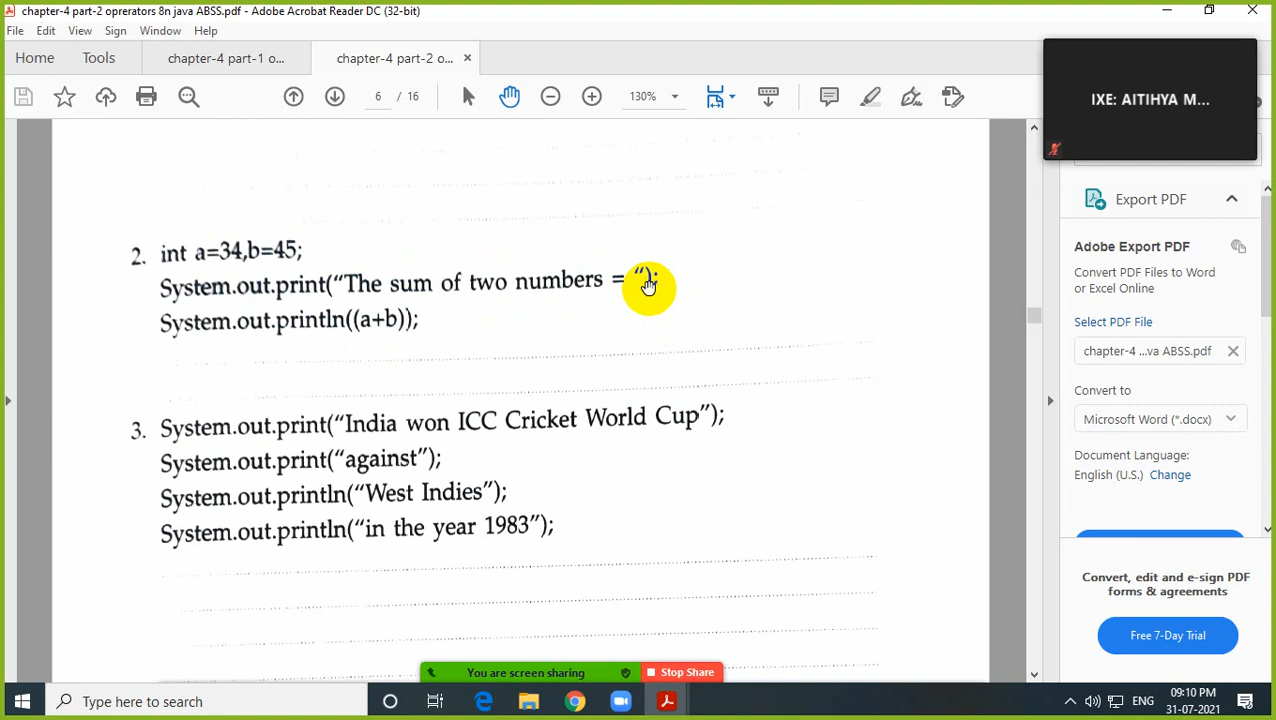 chapter-4 part-2 oprerators 8n java ABSS.pdf - Adobe Acrobat Reader DC (32-bit)
File Edit View Sign Window Help
Home Tools chapter-4 part-1 o... chapter-4 part-2 o... ×
6 / 16 130%
IXE: AITIHYA M...
2. int a=34,b=45;
System.out.print(“The sum of two numbers = “);
System.out.println((a+b));
3. System.out.print(“India won ICC Cricket World Cup”);
System.out.print(“against”);
System.out.println(“West Indies”);
System.out.println(“in the year 1983”);
Export PDF
Adobe Export PDF
Convert PDF Files to Word
or Excel Online
Select PDF File
chapter-4 ...va ABSS.pdf
Convert to
Microsoft Word (*.docx)
Document Language:
English (U.S.) Change
Convert, edit and e-sign PDF
forms & agreements
Free 7-Day Trial
You are screen sharing Stop Share
Type here to search
ENG
09:10 PM
31-07-2021